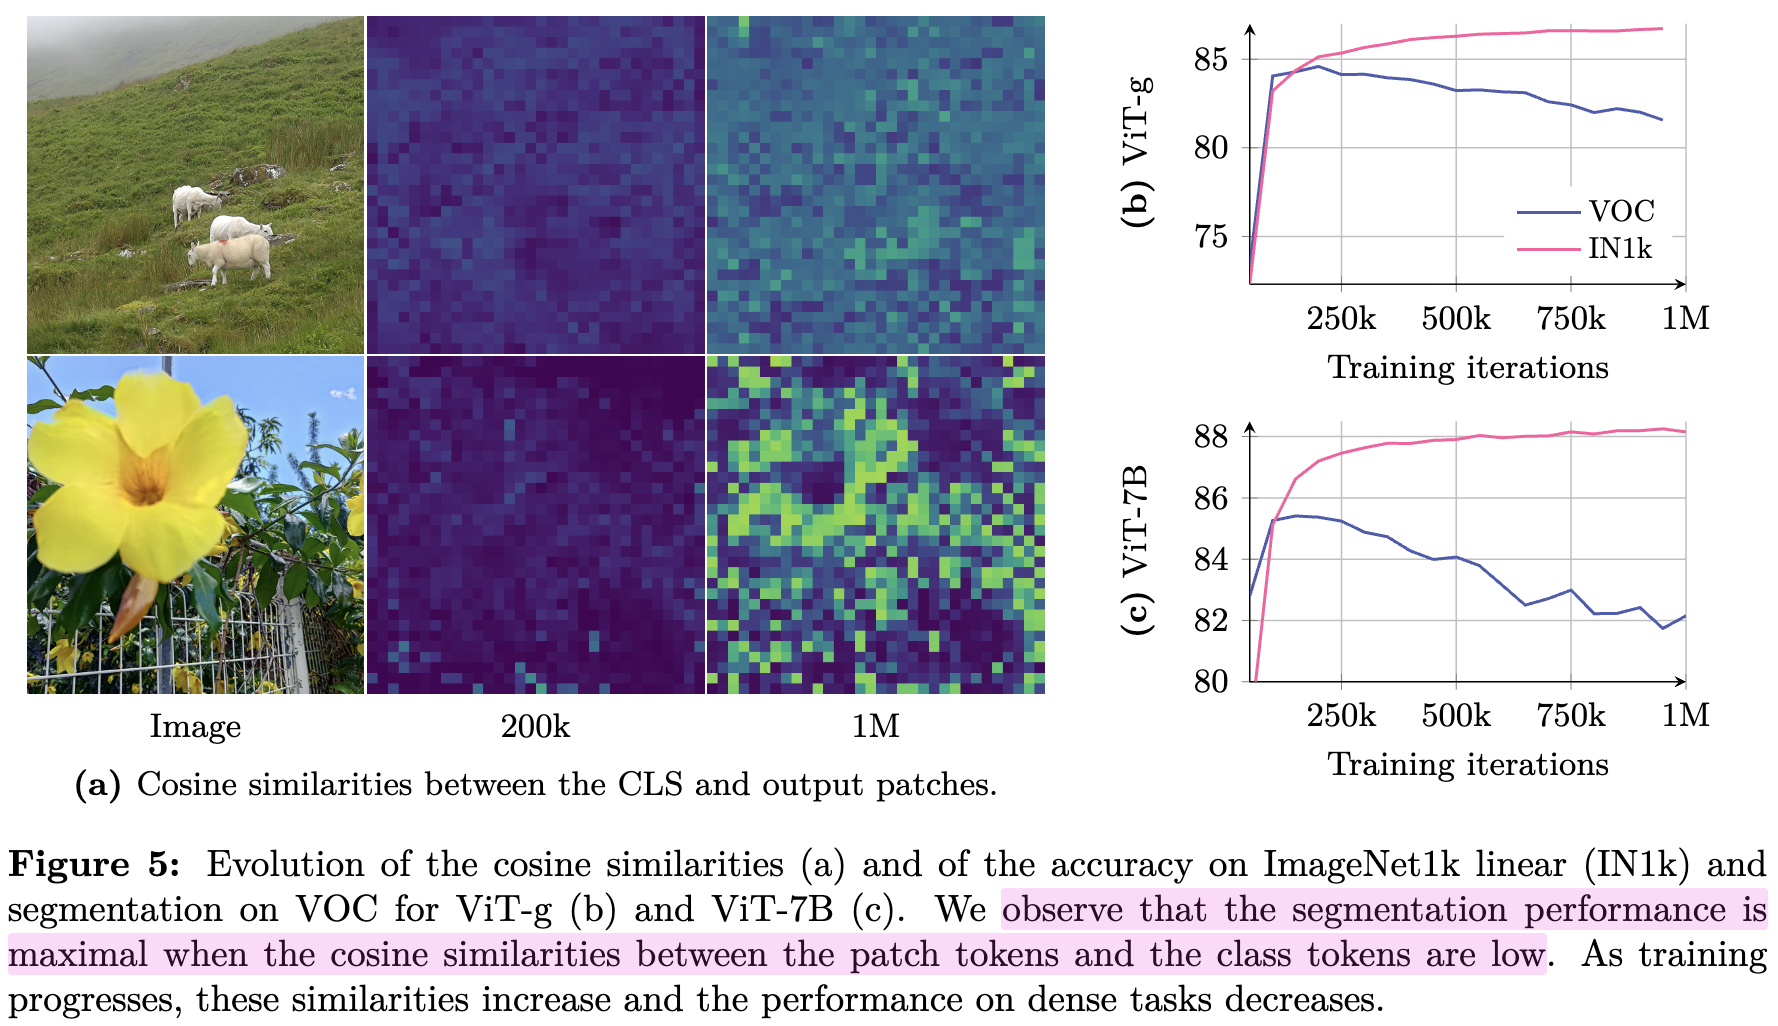 Image
200k
1M
(a) Cosine similarities between the CLS and output patches.
(b) ViT-g
85
80
75
VOC
IN1k
250k 500k 750k 1M
Training iterations
(c) ViT-7B
88
86
84
82
80
250k 500k 750k 1M
Training iterations
Figure 5: Evolution of the cosine similarities (a) and of the accuracy on ImageNet1k linear (IN1k) and
segmentation on VOC for ViT-g (b) and ViT-7B (c). We observe that the segmentation performance is
maximal when the cosine similarities between the patch tokens and the class tokens are low. As training
progresses, these similarities increase and the performance on dense tasks decreases.